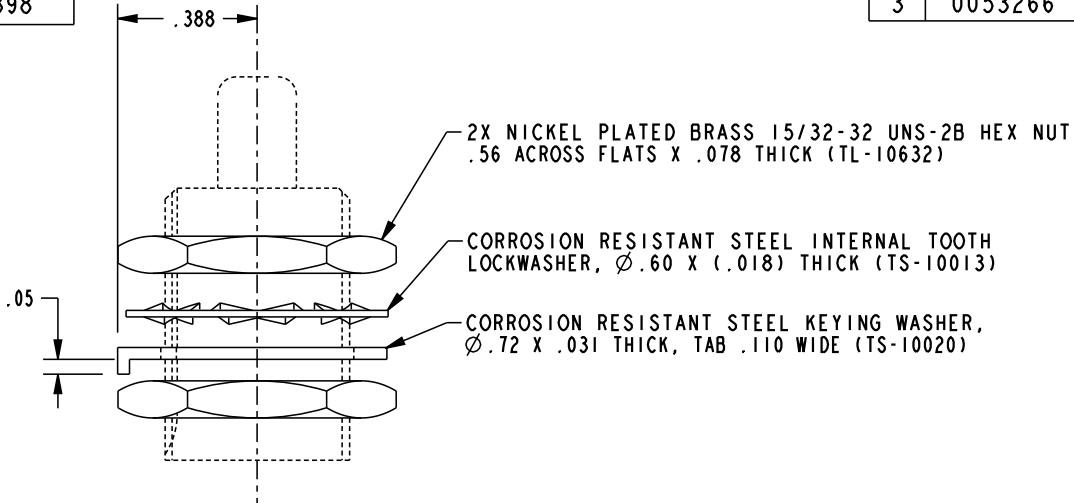 398
.388
3 0053266
2X NICKEL PLATED BRASS 15/32-32 UNS-2B HEX NUT
.56 ACROSS FLATS X .078 THICK (TL-10632)
CORROSION RESISTANT STEEL INTERNAL TOOTH
LOCKWASHER, Ø.60 X (.018) THICK (TS-10013)
.05
CORROSION RESISTANT STEEL KEYING WASHER,
Ø.72 X .031 THICK, TAB .110 WIDE (TS-10020)